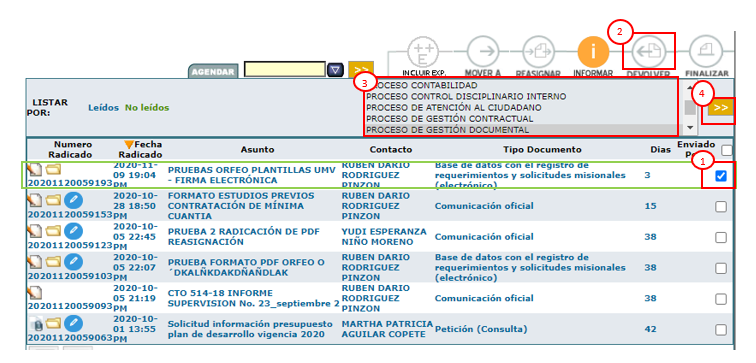 2
E
INCLUIR EXP.
MOVER A
REASIGNAR
INFORMAR
DEVOLVER
FINALIZAR
AGENDAR
>>
3
LISTAR
POR:
Leídos No leídos
PROCESO CONTABILIDAD
PROCESO CONTROL DISCIPLINARIO INTERNO
PROCESO DE ATENCIÓN AL CIUDADANO
PROCESO DE GESTIÓN CONTRACTUAL
PROCESO DE GESTIÓN DOCUMENTAL
4
>>
Numero Radicado
Fecha Radicado
Asunto
Contacto
Tipo Documento
Dias
Enviado
1
20201120059193
2020-11-09 19:04 PM
PRUEBAS ORFEO PLANTILLAS UMV - FIRMA ELECTRÓNICA
RUBEN DARIO RODRIGUEZ PINZON
Base de datos con el registro de requerimientos y solicitudes misionales (electrónico)
3
20201120059153
2020-10-28 18:50 PM
FORMATO ESTUDIOS PREVIOS CONTRATACIÓN DE MÍNIMA CUANTIA
RUBEN DARIO RODRIGUEZ PINZON
Comunicación oficial
15
20201120059123
2020-10-05 22:45 PM
PRUEBA 2 RADICACIÓN DE PDF REASIGNACIÓN
YUDI ESPERANZA NIÑO MORENO
Comunicación oficial
38
20201120059103
2020-10-05 22:07 PM
PRUEBA FORMATO PDF ORFEO O ´DKALÑKDAKDÑAÑDLAK
RUBEN DARIO RODRIGUEZ PINZON
Base de datos con el registro de requerimientos y solicitudes misionales (electrónico)
38
20201120059093
2020-10-05 21:19 PM
CTO 514-18 INFORME SUPERVISION No. 23_septiembre 2
RUBEN DARIO RODRIGUEZ PINZON
Comunicación oficial
38
20201120059063
2020-10-01 13:55 PM
Solicitud información presupuesto plan de desarrollo vigencia 2020
MARTHA PATRICIA AGUILAR COPETE
Petición (Consulta)
42